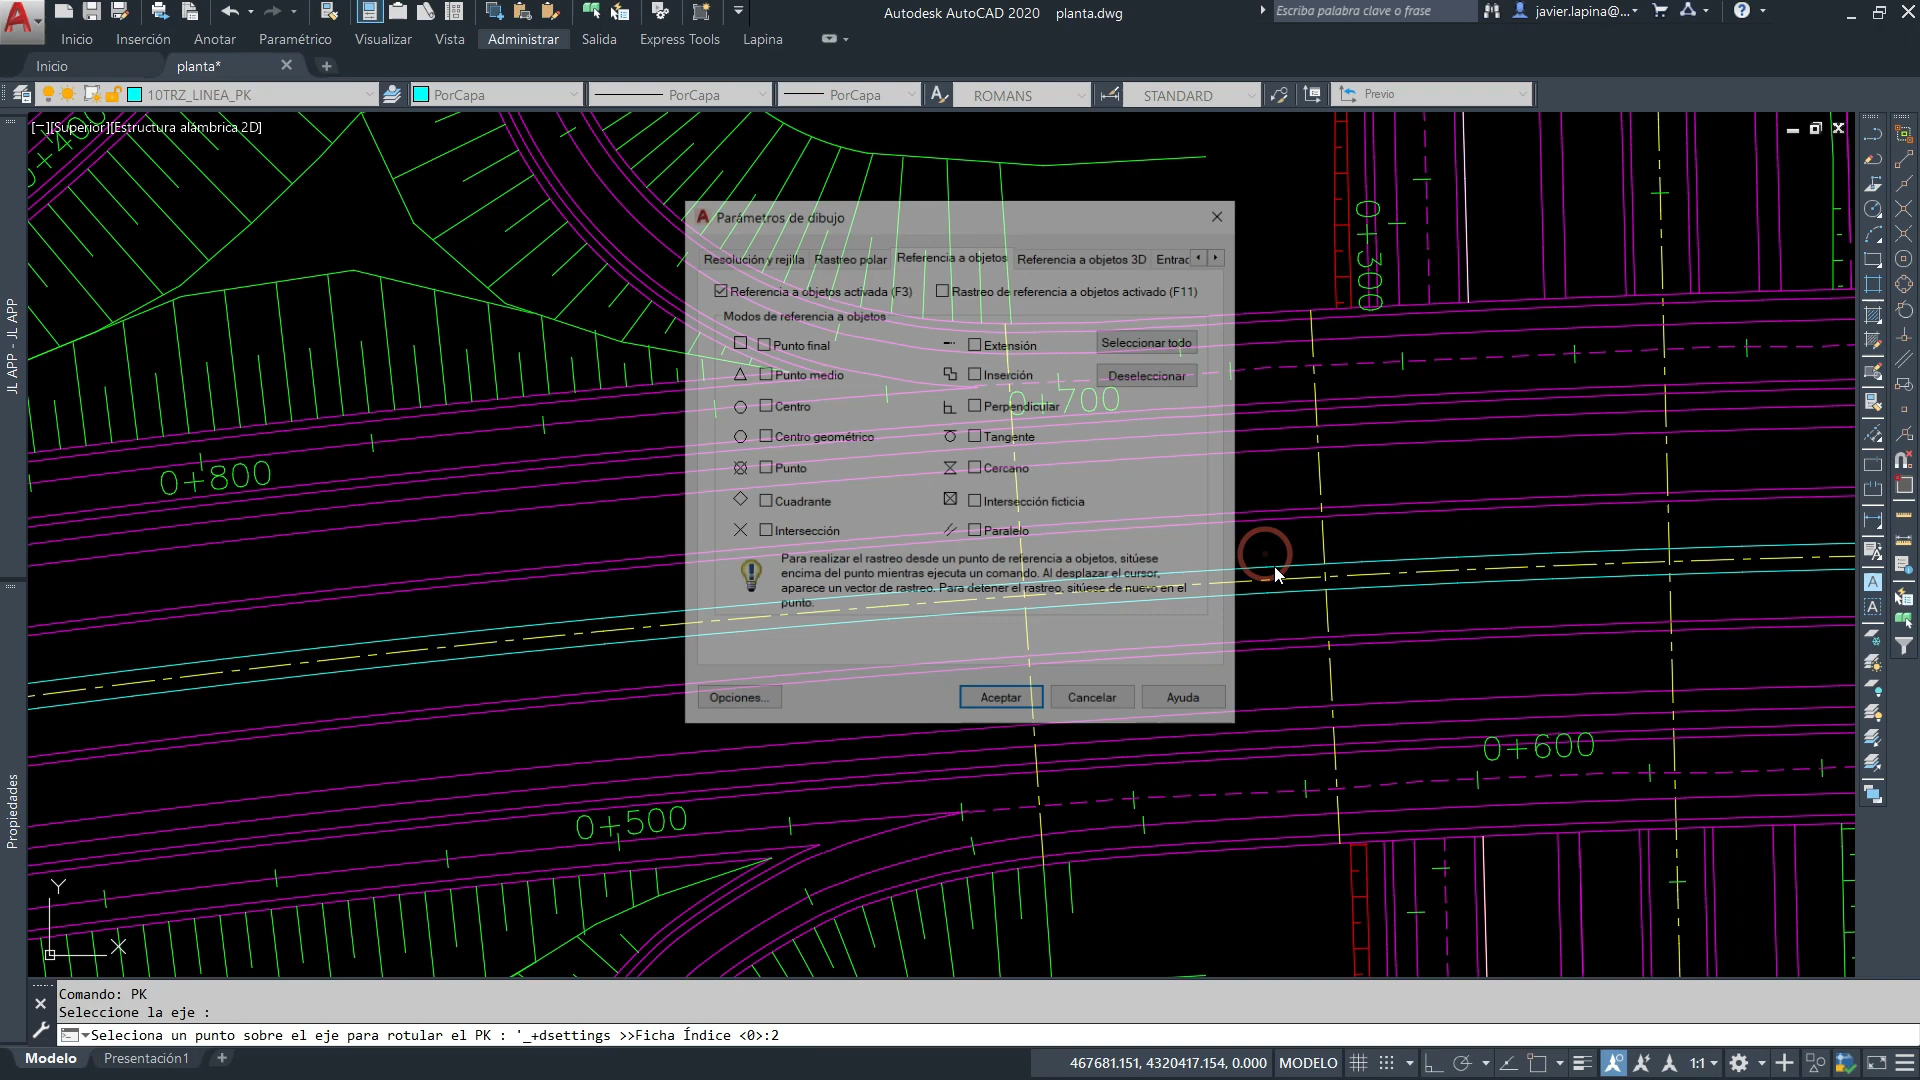 Autodesk AutoCAD 2020 planta.dwg
Escriba palabra clave o frase
javier.lapina@...
Inicio Inserción Anotar Paramétrico Visualizar Vista Administrar Salida Express Tools Lapina
Inicio
planta*
10TRZ_LINEA_PK
PorCapa
PorCapa
PorCapa
ROMANS
STANDARD
Previo
[−][Superior][Estructura alámbrica 2D]
0+400
0+300
JL APP - JL APP
Parámetros de dibujo
Resolución y rejilla Rastreo polar Referencia a objetos Referencia a objetos 3D Entrac
Referencia a objetos activada (F3) Rastreo de referencia a objetos activado (F11)
Modos de referencia a objetos
Punto final Extensión Seleccionar todo
Punto medio Inserción Deseleccionar
0+700
Centro Perpendicular
Centro geométrico Tangente
Punto Cercano
0+800
Cuadrante Intersección ficticia
Intersección Paralelo
Para realizar el rastreo desde un punto de referencia a objetos, sitúese
encima del punto mientras ejecuta un comando. Al desplazar el cursor,
aparece un vector de rastreo. Para detener el rastreo, sitúese de nuevo en el
punto.
Opciones... Aceptar Cancelar Ayuda
0+600
0+500
Propiedades
Y
X
Comando: PK
Seleccione la eje :
Seleciona un punto sobre el eje para rotular el PK : '_+dsettings >>Ficha Índice <0>:2
Modelo Presentación1
467681.151, 4320417.154, 0.000 MODELO 1:1